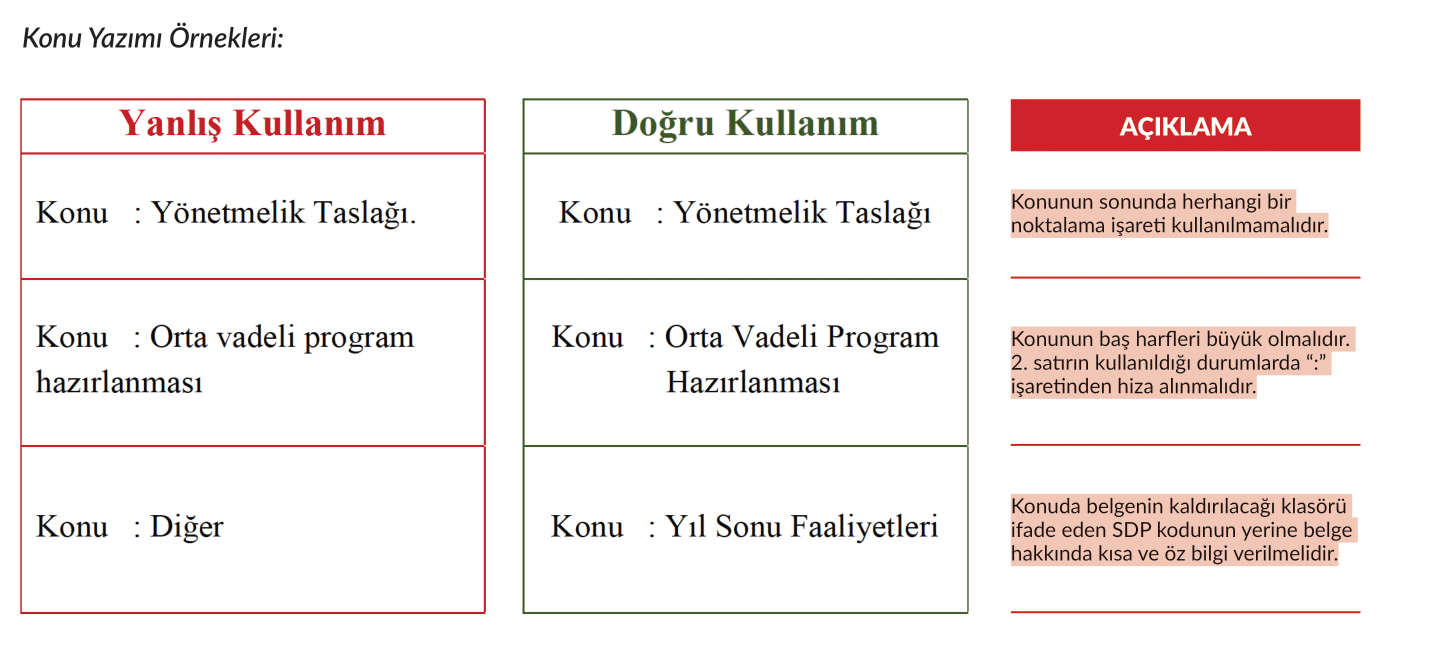 Konu Yazımı Örnekleri:
Yanlış Kullanım
Doğru Kullanım
AÇIKLAMA
Konu : Yönetmelik Taslağı.
Konu : Yönetmelik Taslağı
Konunun sonunda herhangi bir
noktalama işareti kullanılmamalıdır.
Konu : Orta vadeli program
hazırlanması
Konu : Orta Vadeli Program
Hazırlanması
Konunun baş harfleri büyük olmalıdır.
2. satırın kullanıldığı durumlarda “:”
işaretinden hiza alınmalıdır.
Konu : Diğer
Konu : Yıl Sonu Faaliyetleri
Konuda belgenin kaldırılacağı klasörü
ifade eden SDP kodunun yerine belge
hakkında kısa ve öz bilgi verilmelidir.